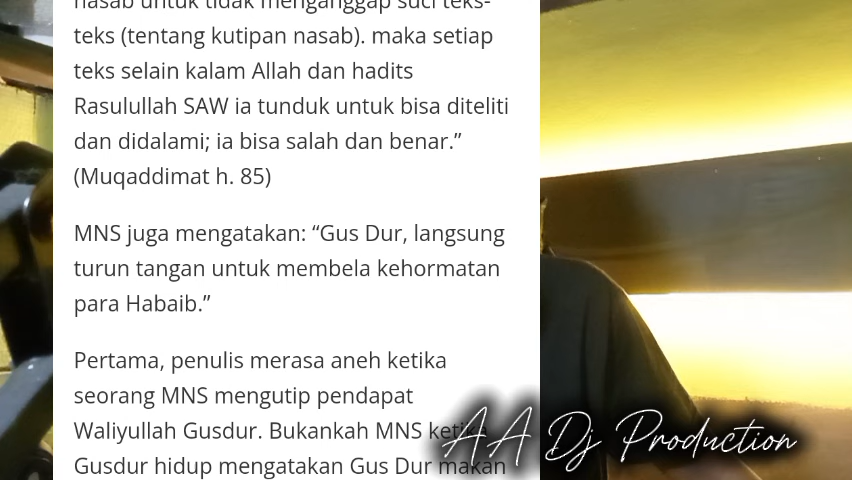 nasab untuk tidak menganggap suci teks-
teks (tentang kutipan nasab). maka setiap
teks selain kalam Allah dan hadits
Rasulullah SAW ia tunduk untuk bisa diteliti
dan didalami; ia bisa salah dan benar.”
(Muqaddimat h. 85)
MNS juga mengatakan: “Gus Dur, langsung
turun tangan untuk membela kehormatan
para Habaib.”
Pertama, penulis merasa aneh ketika
seorang MNS mengutip pendapat
Waliyullah Gusdur. Bukankah MNS ketika
Gusdur hidup mengatakan Gus Dur makan
AA Dj Production